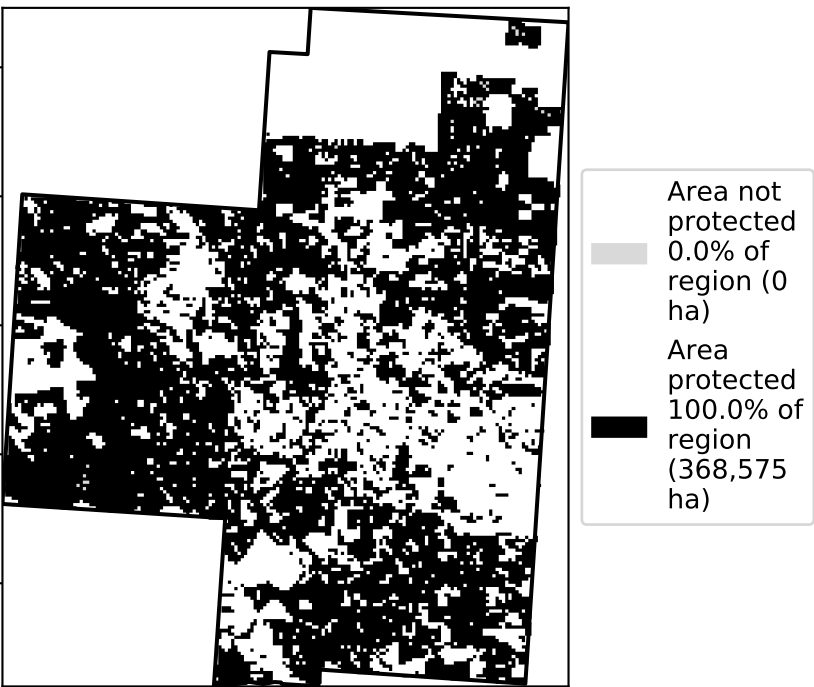 Area not
protected
0.0% of
region (0
ha)
Area
protected
100.0% of
region
(368,575
ha)